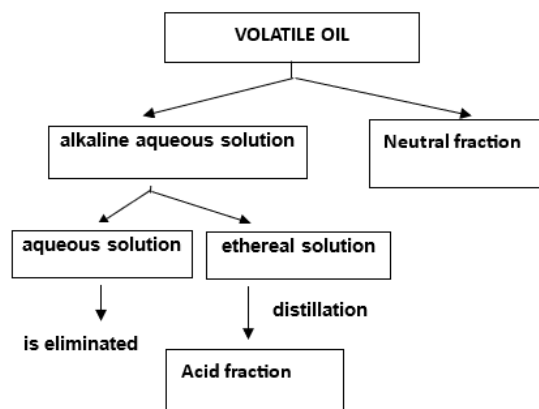 VOLATILE OIL
alkaline aqueous solution
Neutral fraction
aqueous solution
ethereal solution
distillation
is eliminated
Acid fraction